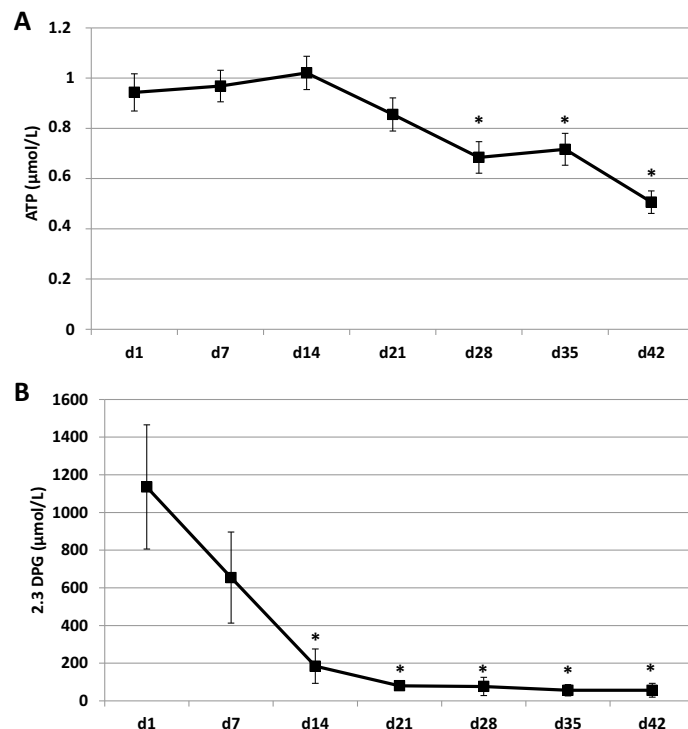 A
1.2
1
0.8
0.6
0.4
0.2
0
ATP (µmol/L)
*
*
*
d1 d7 d14 d21 d28 d35 d42
B
1600
1400
1200
1000
800
600
400
200
0
2.3 DPG (µmol/L)
* * * * *
d1 d7 d14 d21 d28 d35 d42